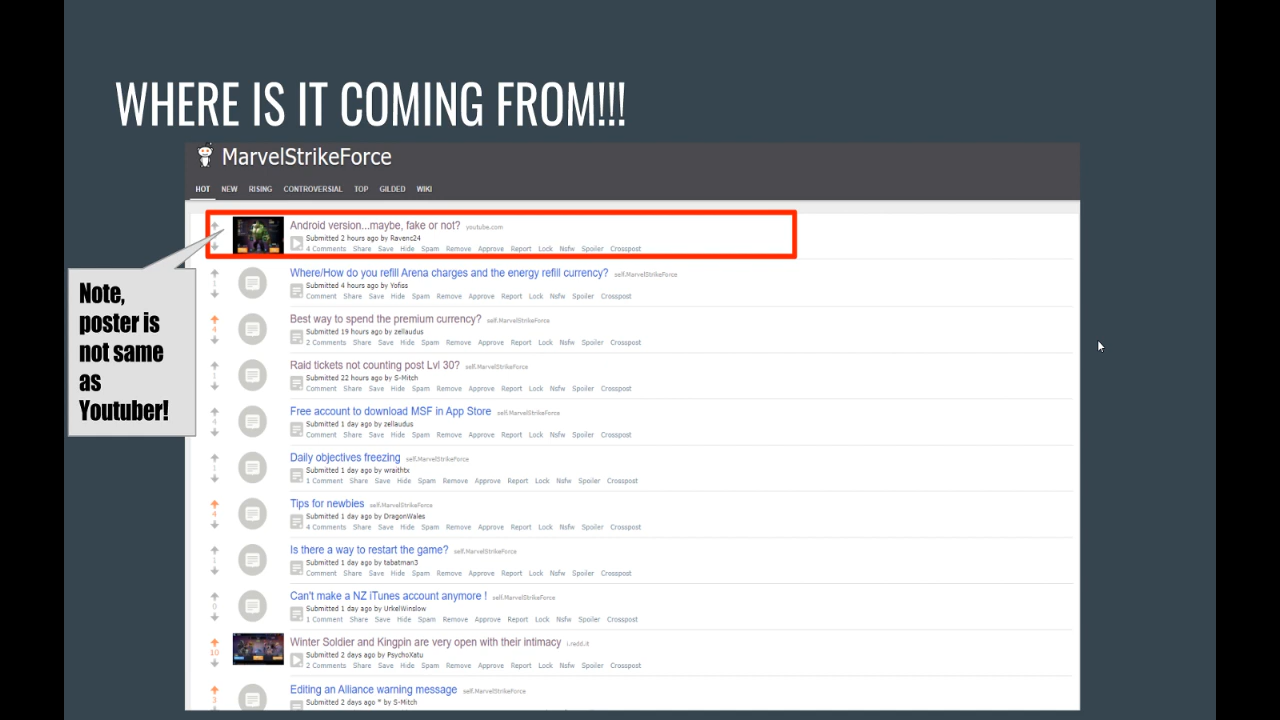 WHERE IS IT COMING FROM!!!
MarvelStrikeForce
HOT NEW RISING CONTROVERSIAL TOP GILDED WIKI
Android version...maybe, fake or not? youtube.com
Submitted 2 hours ago by Ravenc24
4 Comments Share Save Hide Spam Remove Approve Report Lock Nsfw Spoiler Crosspost
Note,
poster is
not same
as
Youtuber!
1
Where/How do you refill Arena charges and the energy refill currency? self.MarvelStrikeForce
Submitted 4 hours ago by Yofiss
Comment Share Save Hide Spam Remove Approve Report Lock Nsfw Spoiler Crosspost
4
Best way to spend the premium currency? self.MarvelStrikeForce
Submitted 19 hours ago by zellaudus
2 Comments Share Save Hide Spam Remove Approve Report Lock Nsfw Spoiler Crosspost
1
Raid tickets not counting post Lvl 30? self.MarvelStrikeForce
Submitted 22 hours ago by S-Mitch
Comment Share Save Hide Spam Remove Approve Report Lock Nsfw Spoiler Crosspost
4
Free account to download MSF in App Store self.MarvelStrikeForce
Submitted 1 day ago by zellaudus
Comment Share Save Hide Spam Remove Approve Report Lock Nsfw Spoiler Crosspost
1
Daily objectives freezing self.MarvelStrikeForce
Submitted 1 day ago by wraithtx
1 Comment Share Save Hide Spam Remove Approve Report Lock Nsfw Spoiler Crosspost
4
Tips for newbies self.MarvelStrikeForce
Submitted 1 day ago by DragonWales
4 Comments Share Save Hide Spam Remove Approve Report Lock Nsfw Spoiler Crosspost
1
Is there a way to restart the game? self.MarvelStrikeForce
Submitted 1 day ago by tabatman3
Comment Share Save Hide Spam Remove Approve Report Lock Nsfw Spoiler Crosspost
0
Can't make a NZ iTunes account anymore ! self.MarvelStrikeForce
Submitted 1 day ago by UrkelWinslow
1 Comment Share Save Hide Spam Remove Approve Report Lock Nsfw Spoiler Crosspost
10
Winter Soldier and Kingpin are very open with their intimacy i.redd.it
Submitted 2 days ago by PsychoXatu
2 Comments Share Save Hide Spam Remove Approve Report Lock Nsfw Spoiler Crosspost
3
Editing an Alliance warning message self.MarvelStrikeForce
Submitted 2 days ago * by S-Mitch